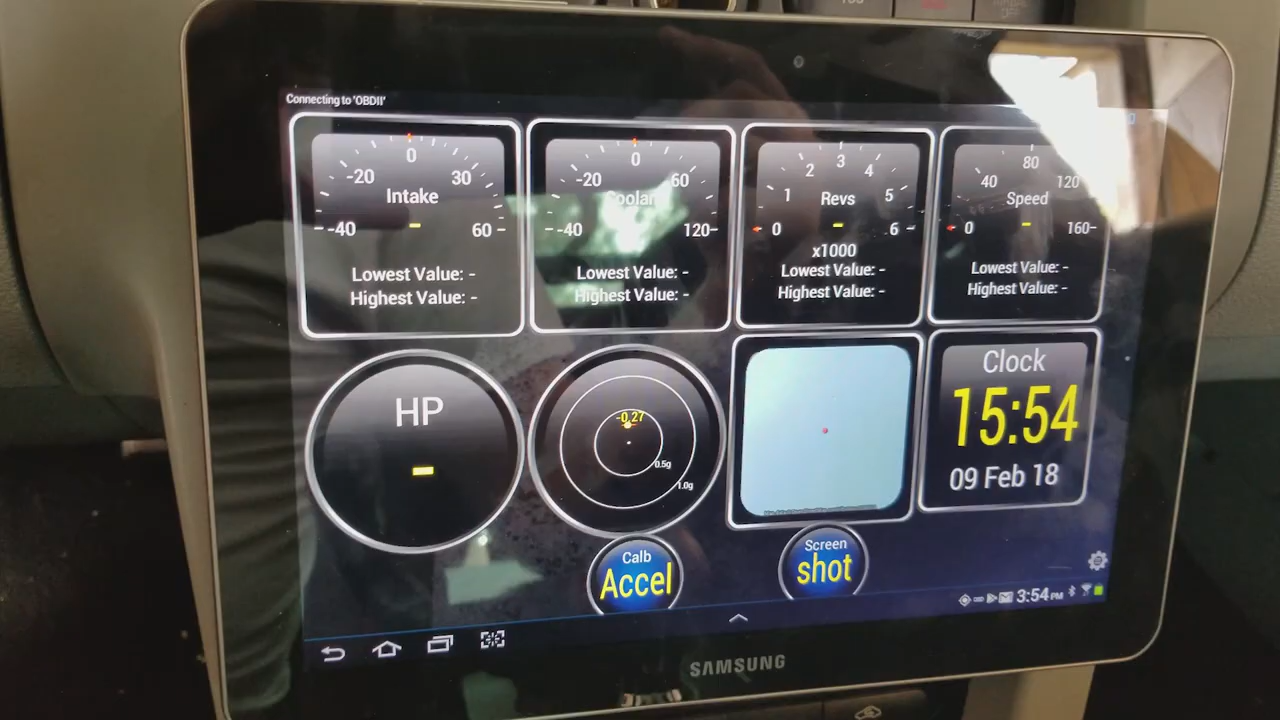 Connecting to 'OBDII'
0
-20 30
Intake
-40 60
Lowest Value: -
Highest Value: -
0
-20 60
Coolant
-40 120
Lowest Value: -
Highest Value: -
3
2 4
1 5
Revs
0 6
x1000
Lowest Value: -
Highest Value: -
80
40 120
Speed
0 160
Lowest Value: -
Highest Value: -
HP
-0.27
0.5g
1.0g
Clock
15:54
09 Feb 18
Calb
Accel
Screen
shot
3:54 PM
SAMSUNG